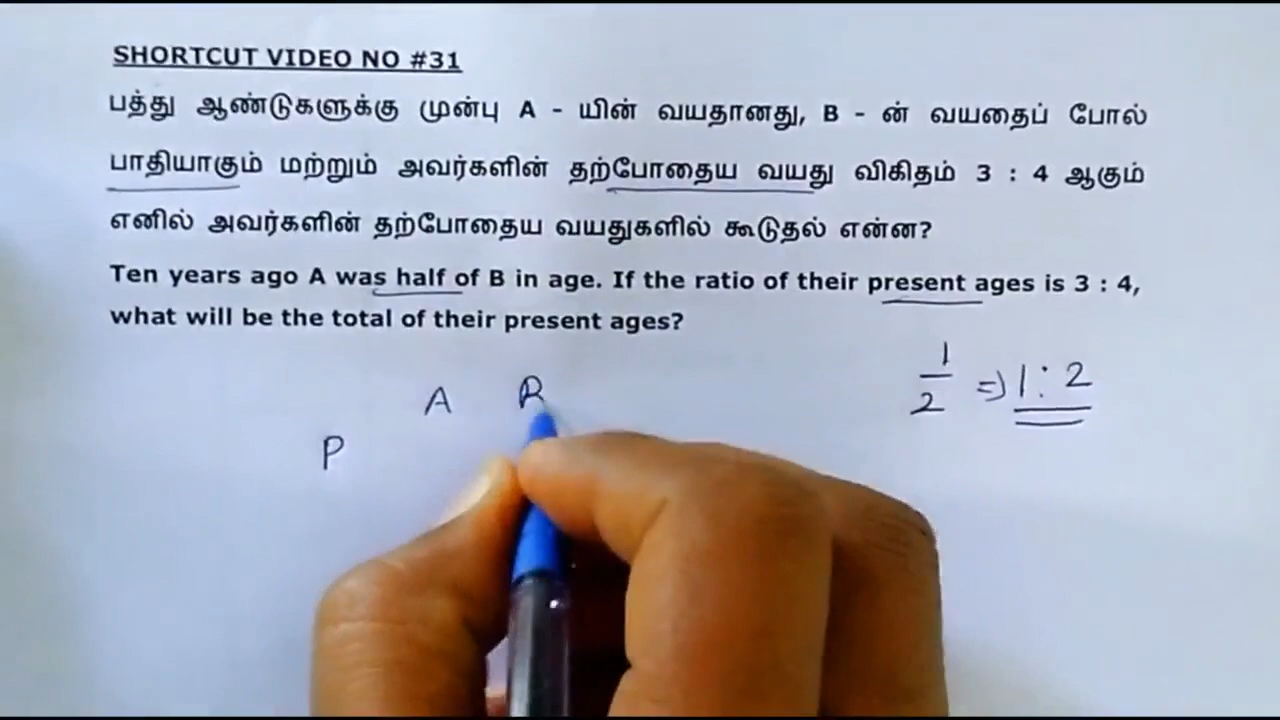 SHORTCUT VIDEO NO #31
பத்து ஆண்டுகளுக்கு முன்பு A - யின் வயதானது, B - ன் வயதைப் போல்
பாதியாகும் மற்றும் அவர்களின் தற்போதைய வயது விகிதம் 3 : 4 ஆகும்
எனில் அவர்களின் தற்போதைய வயதுகளில் கூடுதல் என்ன?
Ten years ago A was half of B in age. If the ratio of their present ages is 3 : 4,
what will be the total of their present ages?
1/2 => 1:2
A B
P